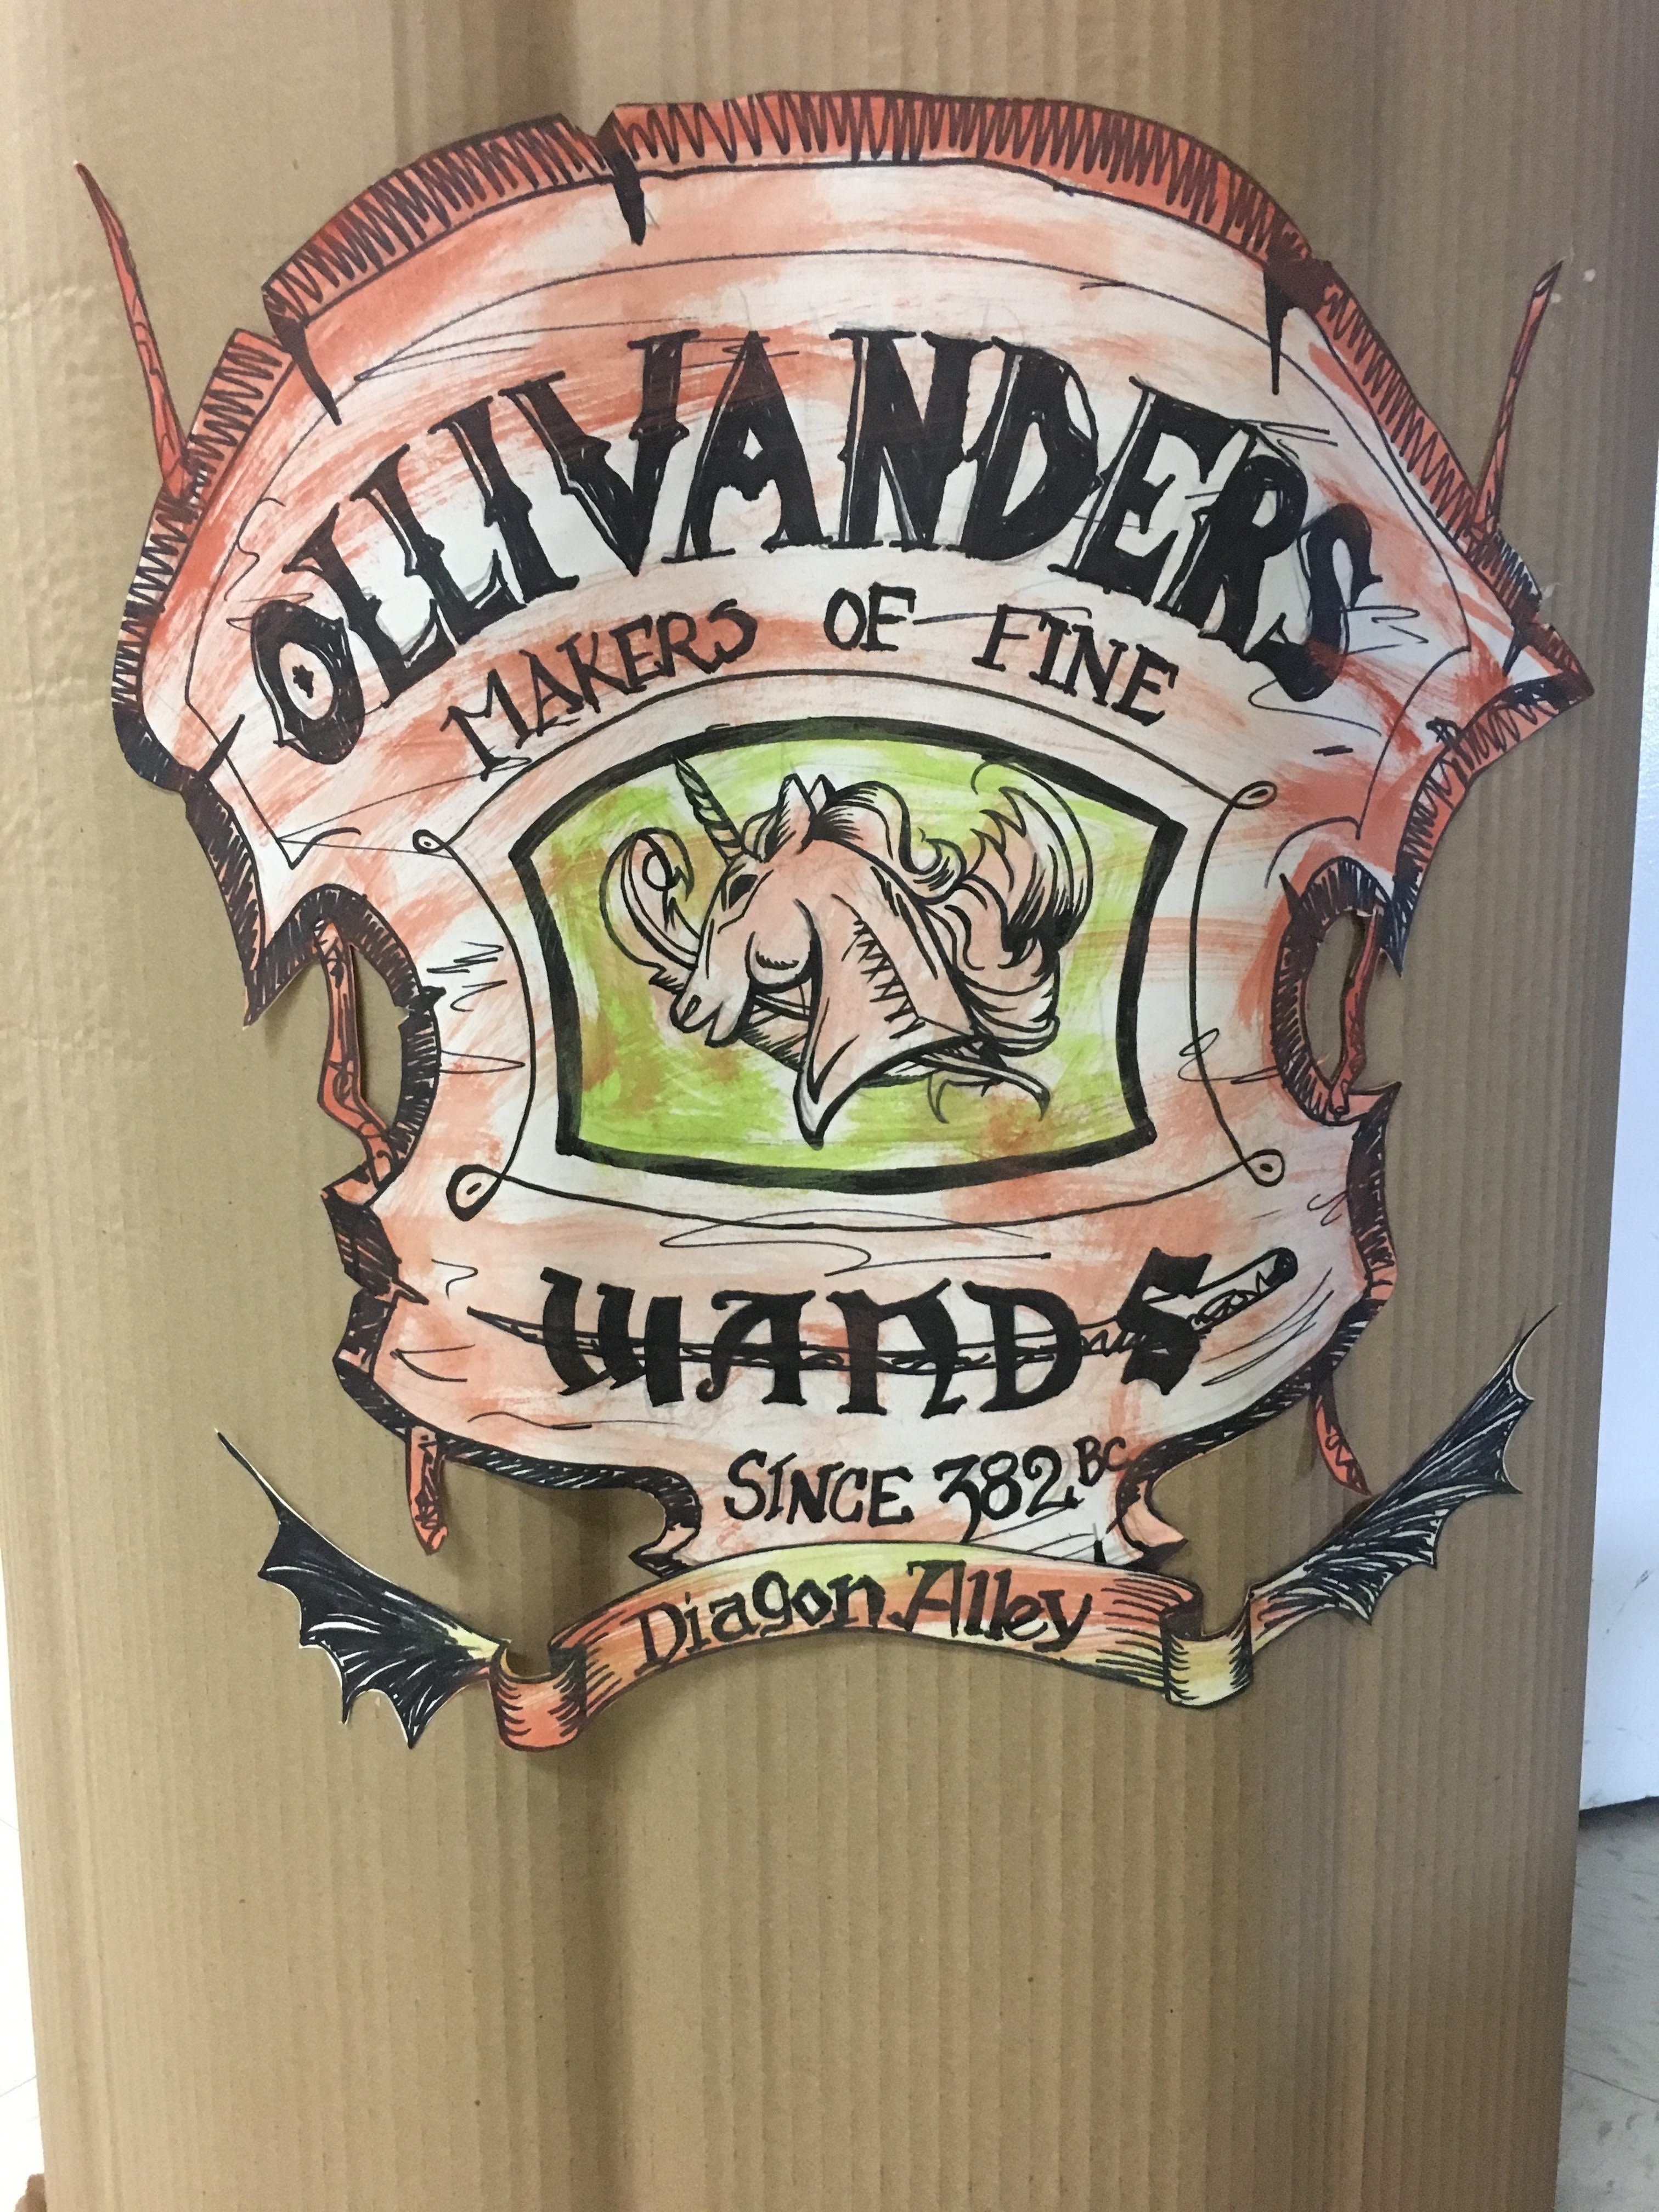 OLLIVANDERS
MAKERS OF FINE
WANDS
SINCE 382 BC
Diagon Alley